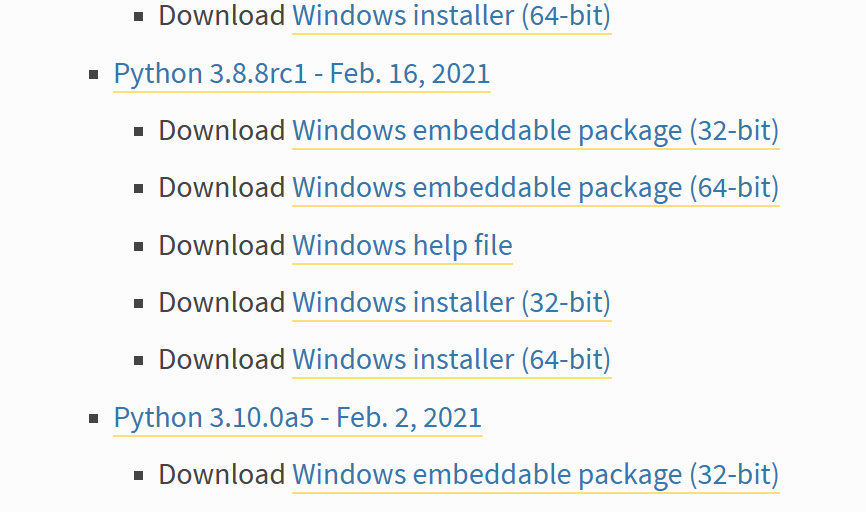 Download Windows installer (64-bit)
Python 3.8.8rc1 - Feb. 16, 2021
Download Windows embeddable package (32-bit)
Download Windows embeddable package (64-bit)
Download Windows help file
Download Windows installer (32-bit)
Download Windows installer (64-bit)
Python 3.10.0a5 - Feb. 2, 2021
Download Windows embeddable package (32-bit)